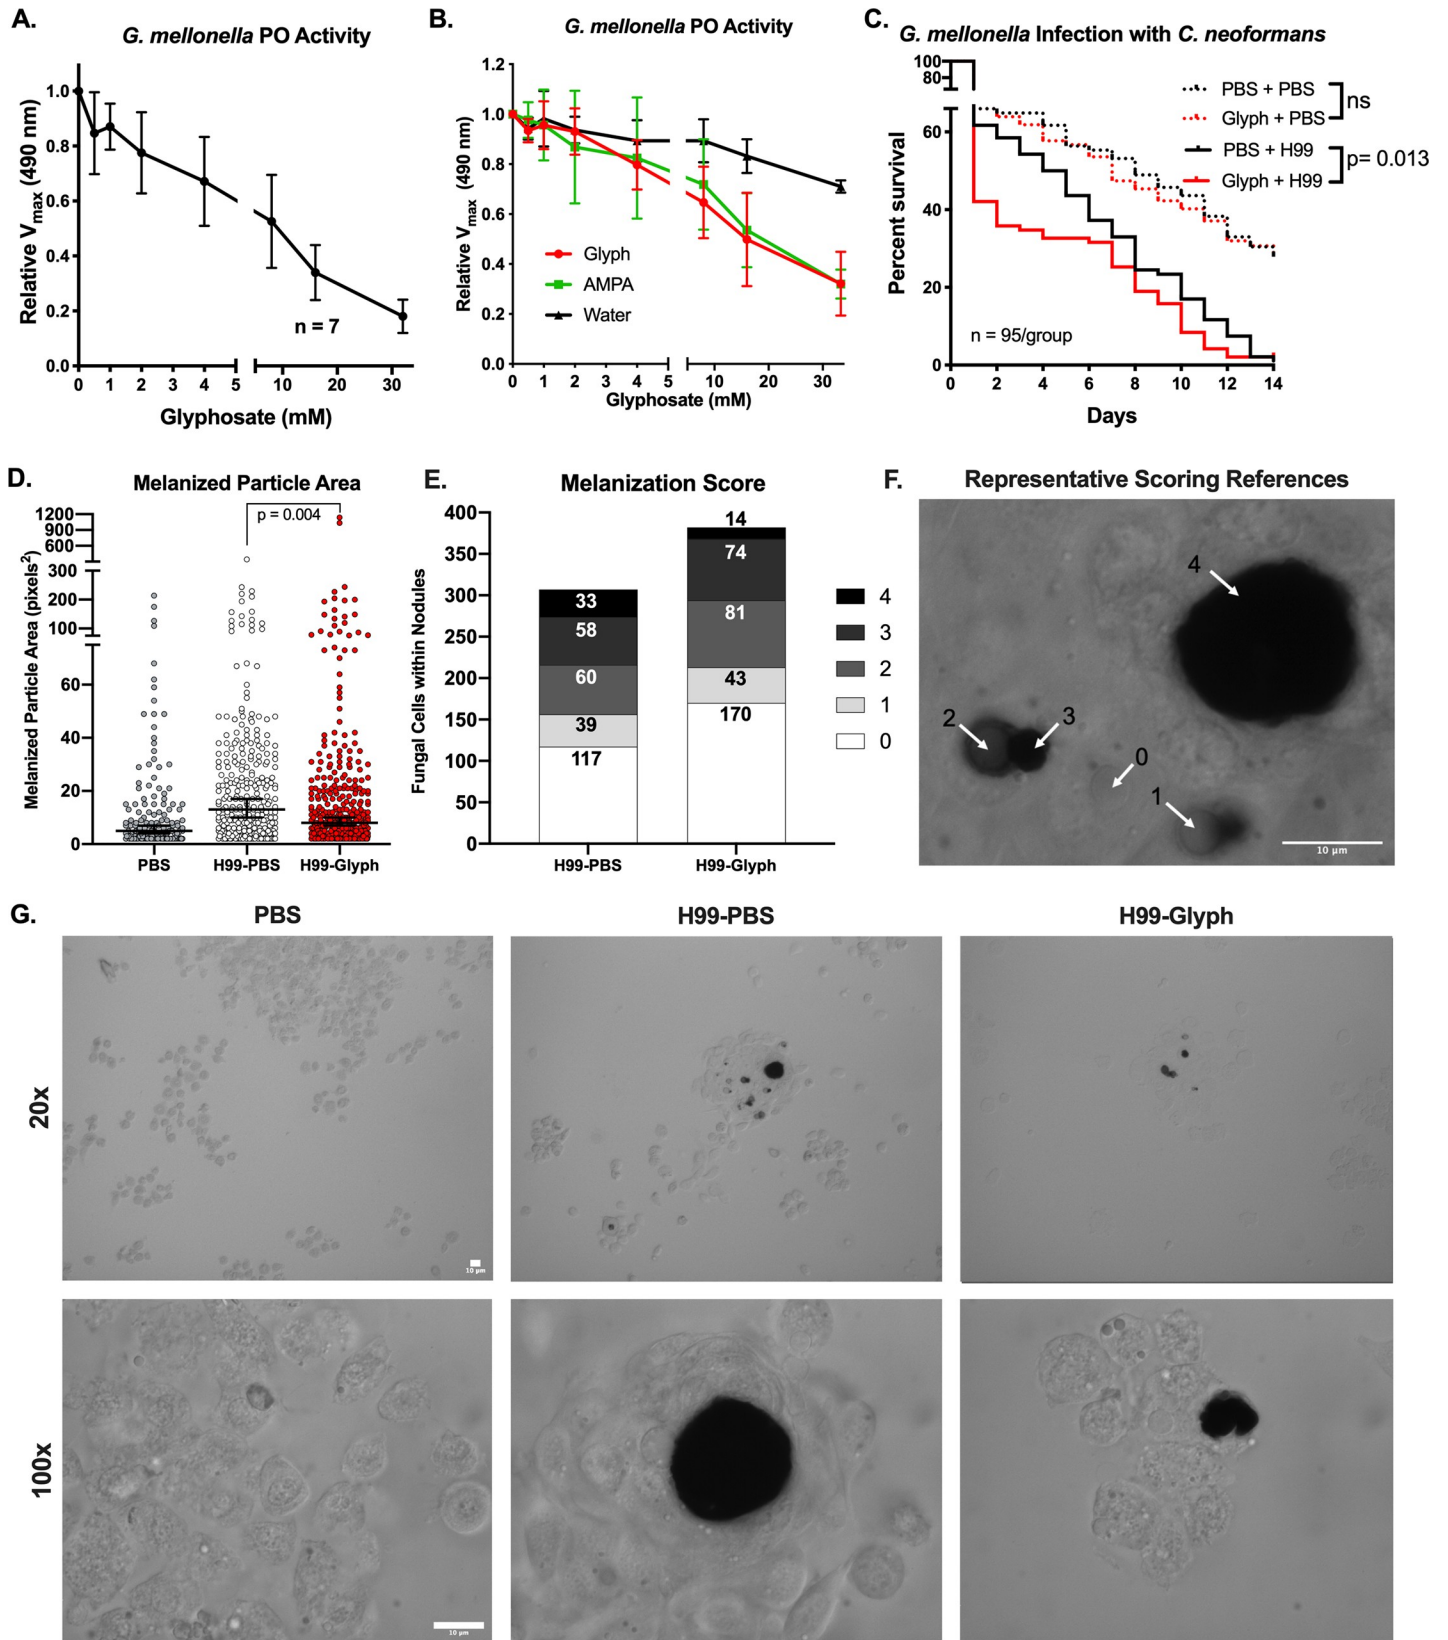 A.
G. mellonella PO Activity
Relative Vmax (490 nm)
1.0
0.8
0.6
0.4
0.2
0.0
0 1 2 3 4 5 10 20 30
n = 7
Glyphosate (mM)
B.
G. mellonella PO Activity
Relative Vmax (490 nm)
1.2
1.0
0.8
0.6
0.4
0.2
0.0
Glyph
AMPA
Water
0 1 2 3 4 5 10 20 30
Glyphosate (mM)
C.
G. mellonella Infection with C. neoformans
Percent survival
100
80
60
40
20
0
PBS + PBS
Glyph + PBS
ns
PBS + H99
Glyph + H99
p= 0.013
n = 95/group
0 2 4 6 8 10 12 14
Days
D.
Melanized Particle Area
Melanized Particle Area (pixels2)
p = 0.004
1200
900
600
300
200
100
60
40
20
0
PBS H99-PBS H99-Glyph
E.
Melanization Score
Fungal Cells within Nodules
400
350
300
250
200
150
100
50
0
33
58
60
39
117
14
74
81
43
170
H99-PBS H99-Glyph
4
3
2
1
0
F.
Representative Scoring References
4
2
3
0
1
10 µm
G.
PBS H99-PBS H99-Glyph
20x
10 µm
100x
10 µm